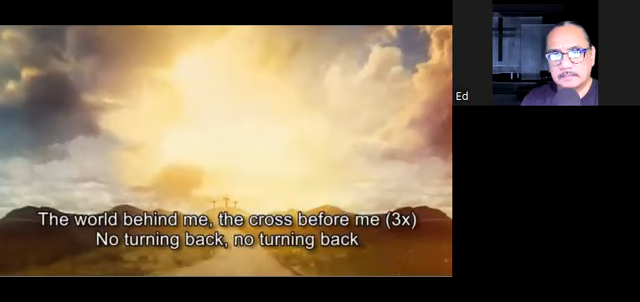 The world behind me, the cross before me (3x)
No turning back, no turning back
Ed